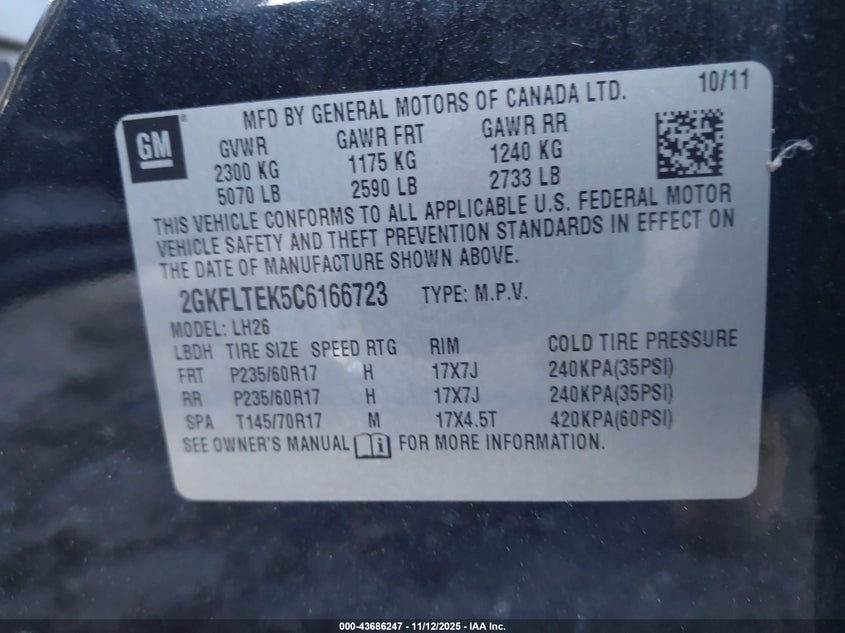 10/11
MFD BY GENERAL MOTORS OF CANADA LTD.
GM ®
GVWR GAWR FRT GAWR RR
2300 KG 1175 KG 1240 KG
5070 LB 2590 LB 2733 LB
THIS VEHICLE CONFORMS TO ALL APPLICABLE U.S. FEDERAL MOTOR
VEHICLE SAFETY AND THEFT PREVENTION STANDARDS IN EFFECT ON
THE DATE OF MANUFACTURE SHOWN ABOVE.
2GKFLTEK5C6166723 TYPE: M.P.V.
MODEL: LH26
LBDH TIRE SIZE SPEED RTG RIM COLD TIRE PRESSURE
FRT P235/60R17 H 17X7J 240KPA(35PSI)
RR P235/60R17 H 17X7J 240KPA(35PSI)
SPA T145/70R17 M 17X4.5T 420KPA(60PSI)
SEE OWNER'S MANUAL i FOR MORE INFORMATION.
000-43686247 - 11/12/2025 - IAA Inc.